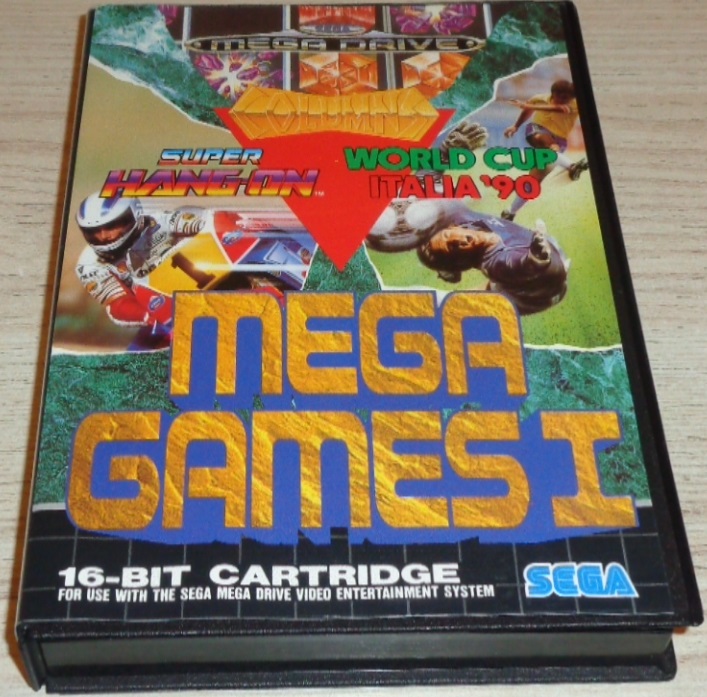 MEGA DRIVE
COLUMNS
SUPER
HANG-ON™
WORLD CUP
ITALIA '90
MEGA
GAMES I
16-BIT CARTRIDGE
FOR USE WITH THE SEGA MEGA DRIVE VIDEO ENTERTAINMENT SYSTEM
SEGA